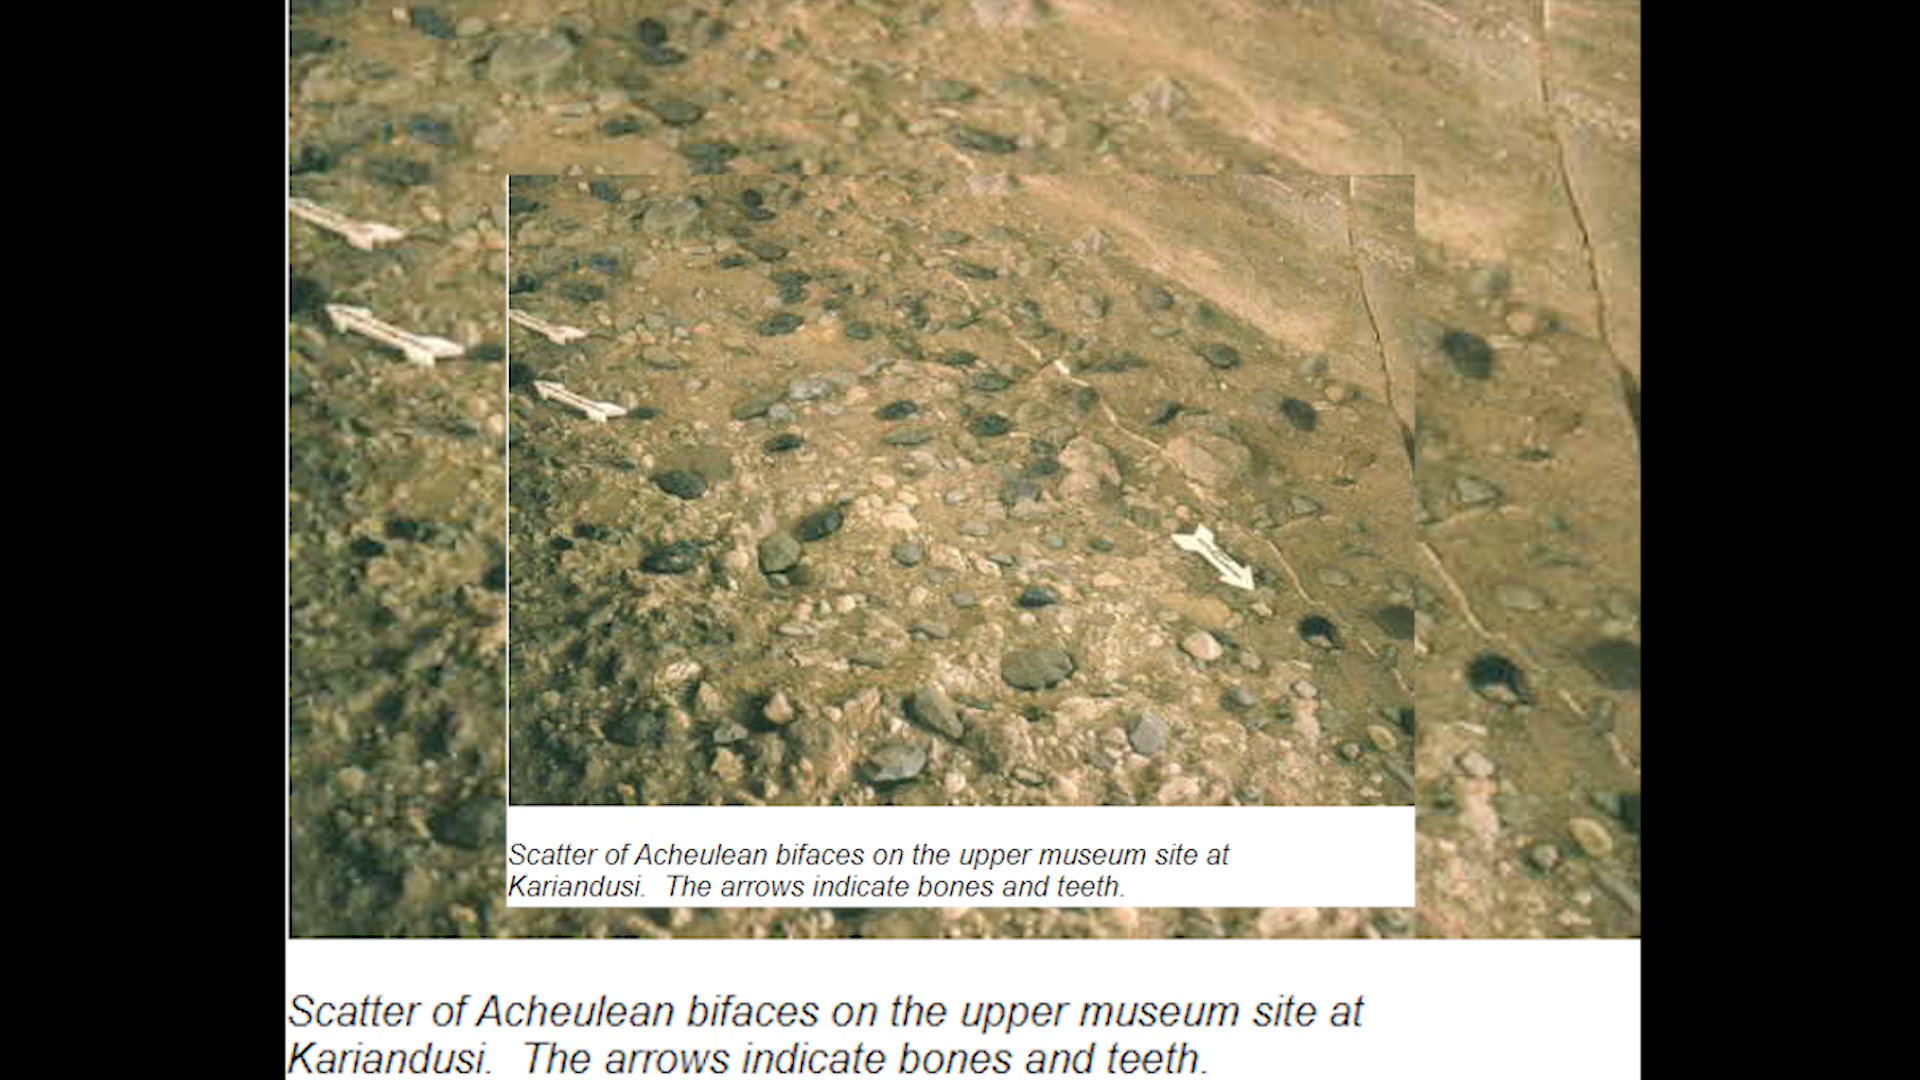 Scatter of Acheulean bifaces on the upper museum site at
Kariandusi. The arrows indicate bones and teeth.
Scatter of Acheulean bifaces on the upper museum site at
Kariandusi. The arrows indicate bones and teeth.